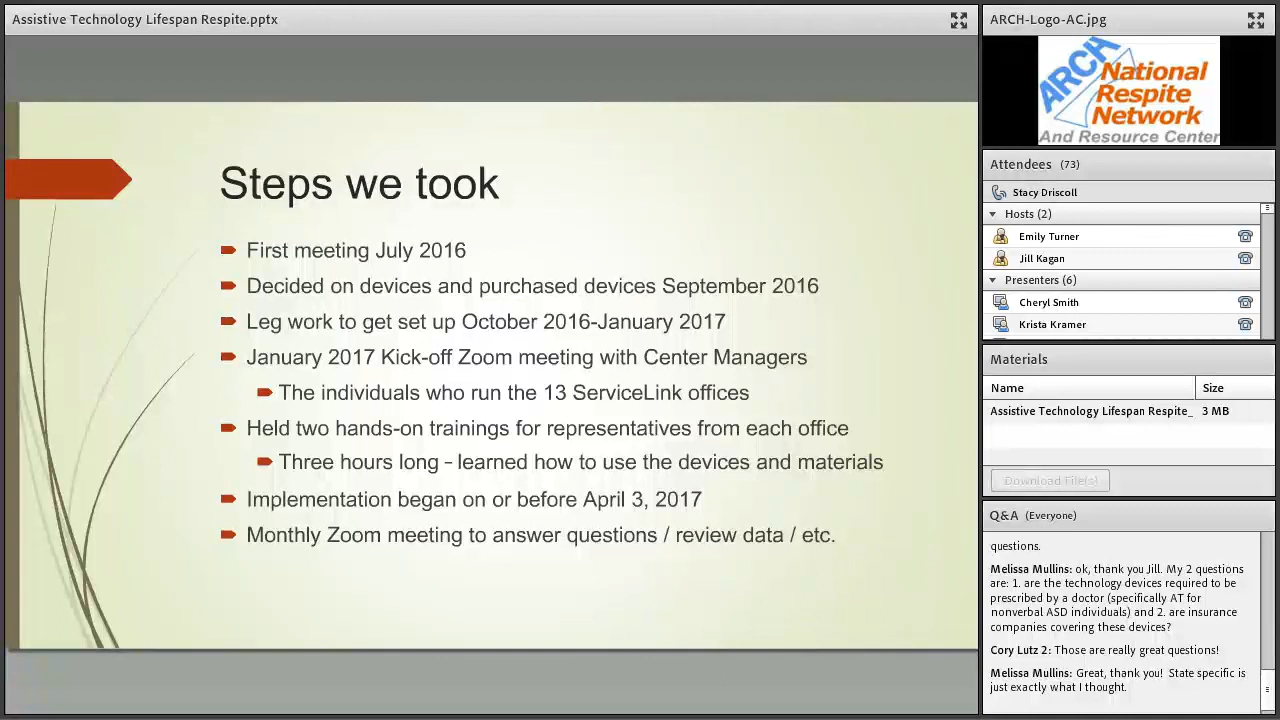 Assistive Technology Lifespan Respite.pptx
Steps we took
First meeting July 2016
Decided on devices and purchased devices September 2016
Leg work to get set up October 2016-January 2017
January 2017 Kick-off Zoom meeting with Center Managers
The individuals who run the 13 ServiceLink offices
Held two hands-on trainings for representatives from each office
Three hours long – learned how to use the devices and materials
Implementation began on or before April 3, 2017
Monthly Zoom meeting to answer questions / review data / etc.
ARCH-Logo-AC.jpg
ARCH
National
Respite
Network
And Resource Center
Attendees (73)
Stacy Driscoll
Hosts (2)
Emily Turner
Jill Kagan
Presenters (6)
Cheryl Smith
Krista Kramer
Materials
Name Size
Assistive Technology Lifespan Respite_ 3 MB
Download File(s)
Q&A (Everyone)
questions.
Melissa Mullins: ok, thank you Jill. My 2 questions
are: 1. are the technology devices required to be
prescribed by a doctor (specifically AT for
nonverbal ASD individuals) and 2. are insurance
companies covering these devices?
Cory Lutz 2: Those are really great questions!
Melissa Mullins: Great, thank you! State specific is
just exactly what I thought.